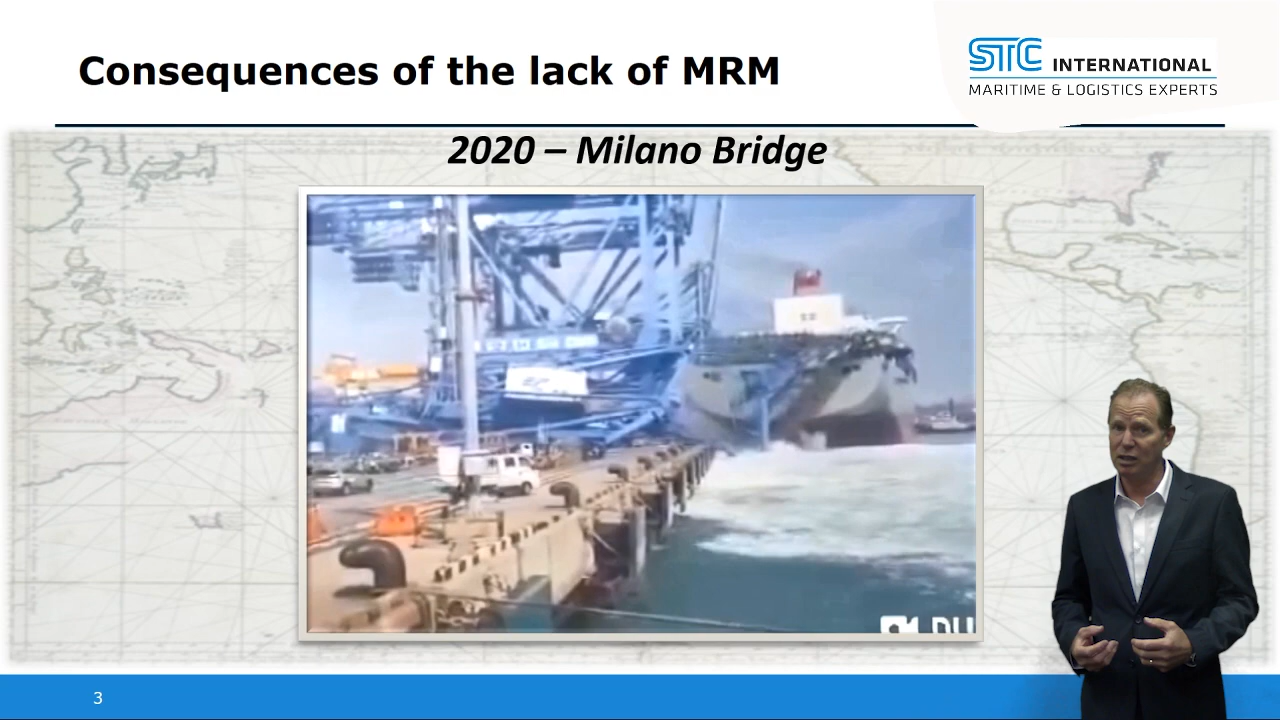 Consequences of the lack of MRM
STC INTERNATIONAL
MARITIME & LOGISTICS EXPERTS
2020 – Milano Bridge
3